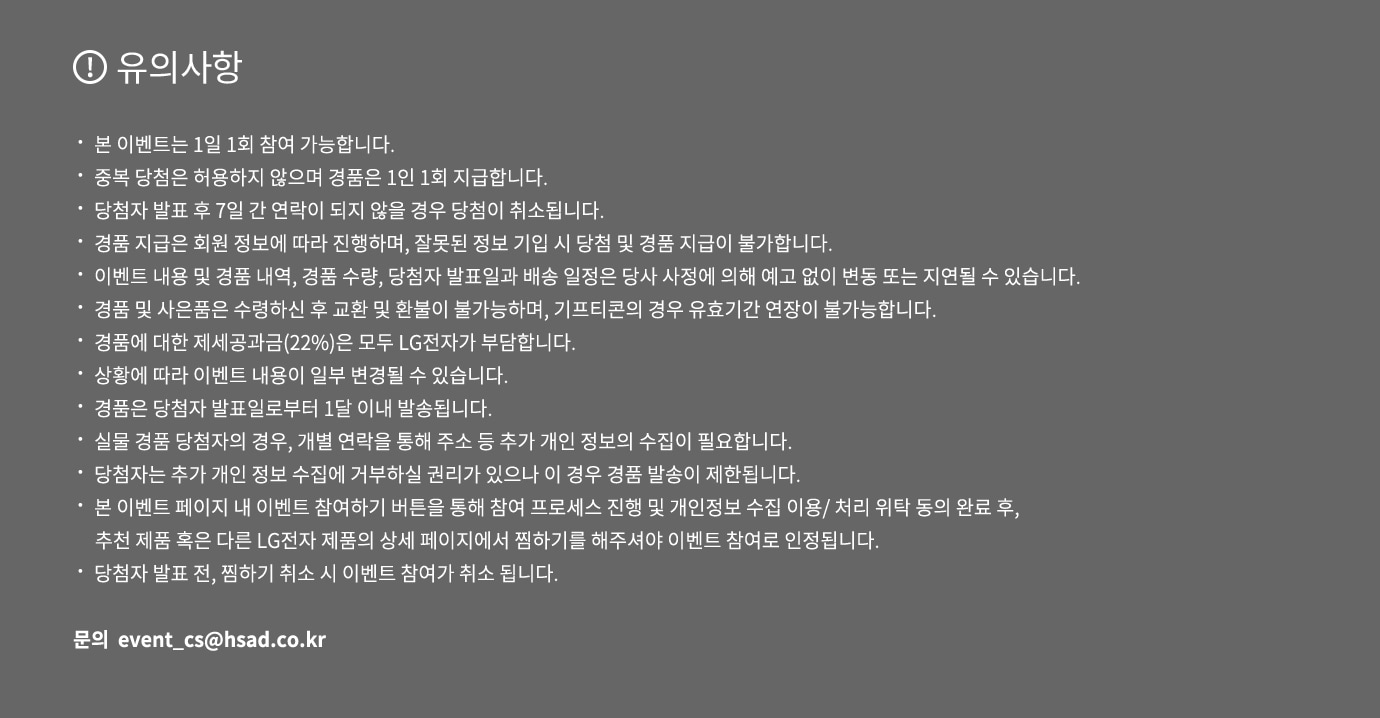 유의사항
· 본 이벤트는 1일 1회 참여 가능합니다.
· 중복 당첨은 허용하지 않으며 경품은 1인 1회 지급합니다.
· 당첨자 발표 후 7일 간 연락이 되지 않을 경우 당첨이 취소됩니다.
· 경품 지급은 회원 정보에 따라 진행하며, 잘못된 정보 기입 시 당첨 및 경품 지급이 불가합니다.
· 이벤트 내용 및 경품 내역, 경품 수량, 당첨자 발표일과 배송 일정은 당사 사정에 의해 예고 없이 변동 또는 지연될 수 있습니다.
· 경품 및 사은품은 수령하신 후 교환 및 환불이 불가능하며, 기프티콘의 경우 유효기간 연장이 불가능합니다.
· 경품에 대한 제세공과금(22%)은 모두 LG전자가 부담합니다.
· 상황에 따라 이벤트 내용이 일부 변경될 수 있습니다.
· 경품은 당첨자 발표일로부터 1달 이내 발송됩니다.
· 실물 경품 당첨자의 경우, 개별 연락을 통해 주소 등 추가 개인 정보의 수집이 필요합니다.
· 당첨자는 추가 개인 정보 수집에 거부하실 권리가 있으나 이 경우 경품 발송이 제한됩니다.
· 본 이벤트 페이지 내 이벤트 참여하기 버튼을 통해 참여 프로세스 진행 및 개인정보 수집 이용/ 처리 위탁 동의 완료 후,
추천 제품 혹은 다른 LG전자 제품의 상세 페이지에서 찜하기를 해주셔야 이벤트 참여로 인정됩니다.
· 당첨자 발표 전, 찜하기 취소 시 이벤트 참여가 취소 됩니다.
문의 event_cs@hsad.co.kr